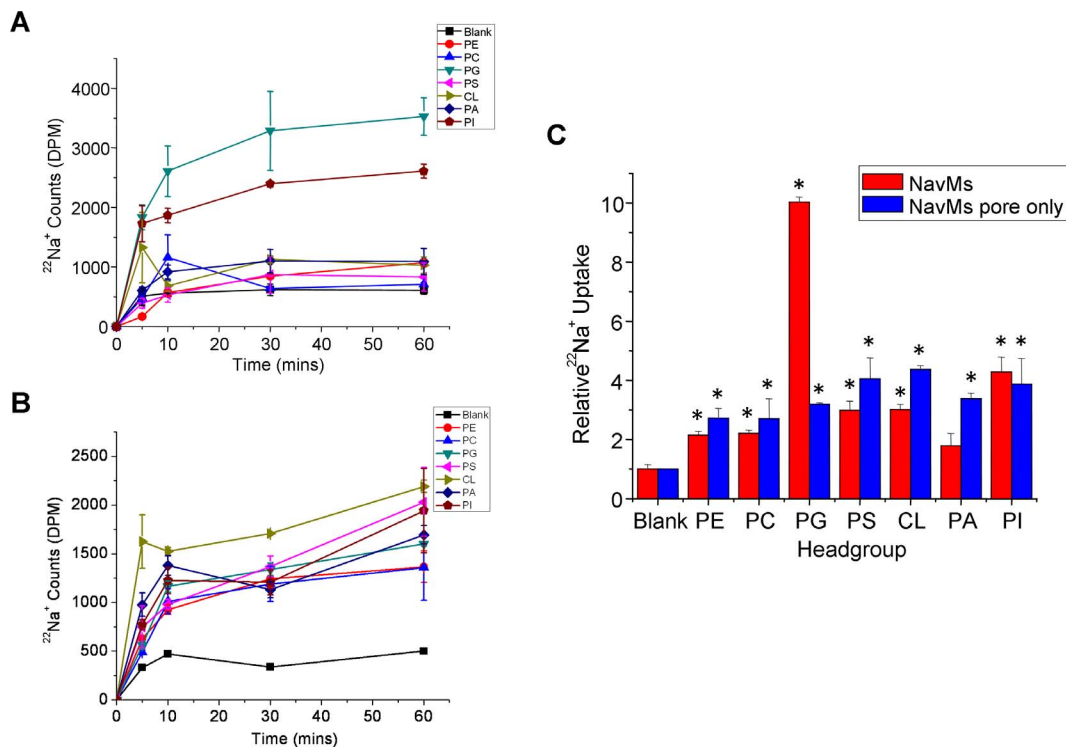 A
Blank
PE
PC
PG
PS
CL
PA
PI
4000
3000
2000
1000
0
²²Na⁺ Counts (DPM)
0 10 20 30 40 50 60
Time (mins)
B
Blank
PE
PC
PG
PS
CL
PA
PI
2500
2000
1500
1000
500
0
²²Na⁺ Counts (DPM)
0 10 20 30 40 50 60
Time (mins)
C
NavMs
NavMs pore only
10
8
6
4
2
0
Relative ²²Na⁺ Uptake
* * * * * * * * * * * * *
Blank PE PC PG PS CL PA PI
Headgroup